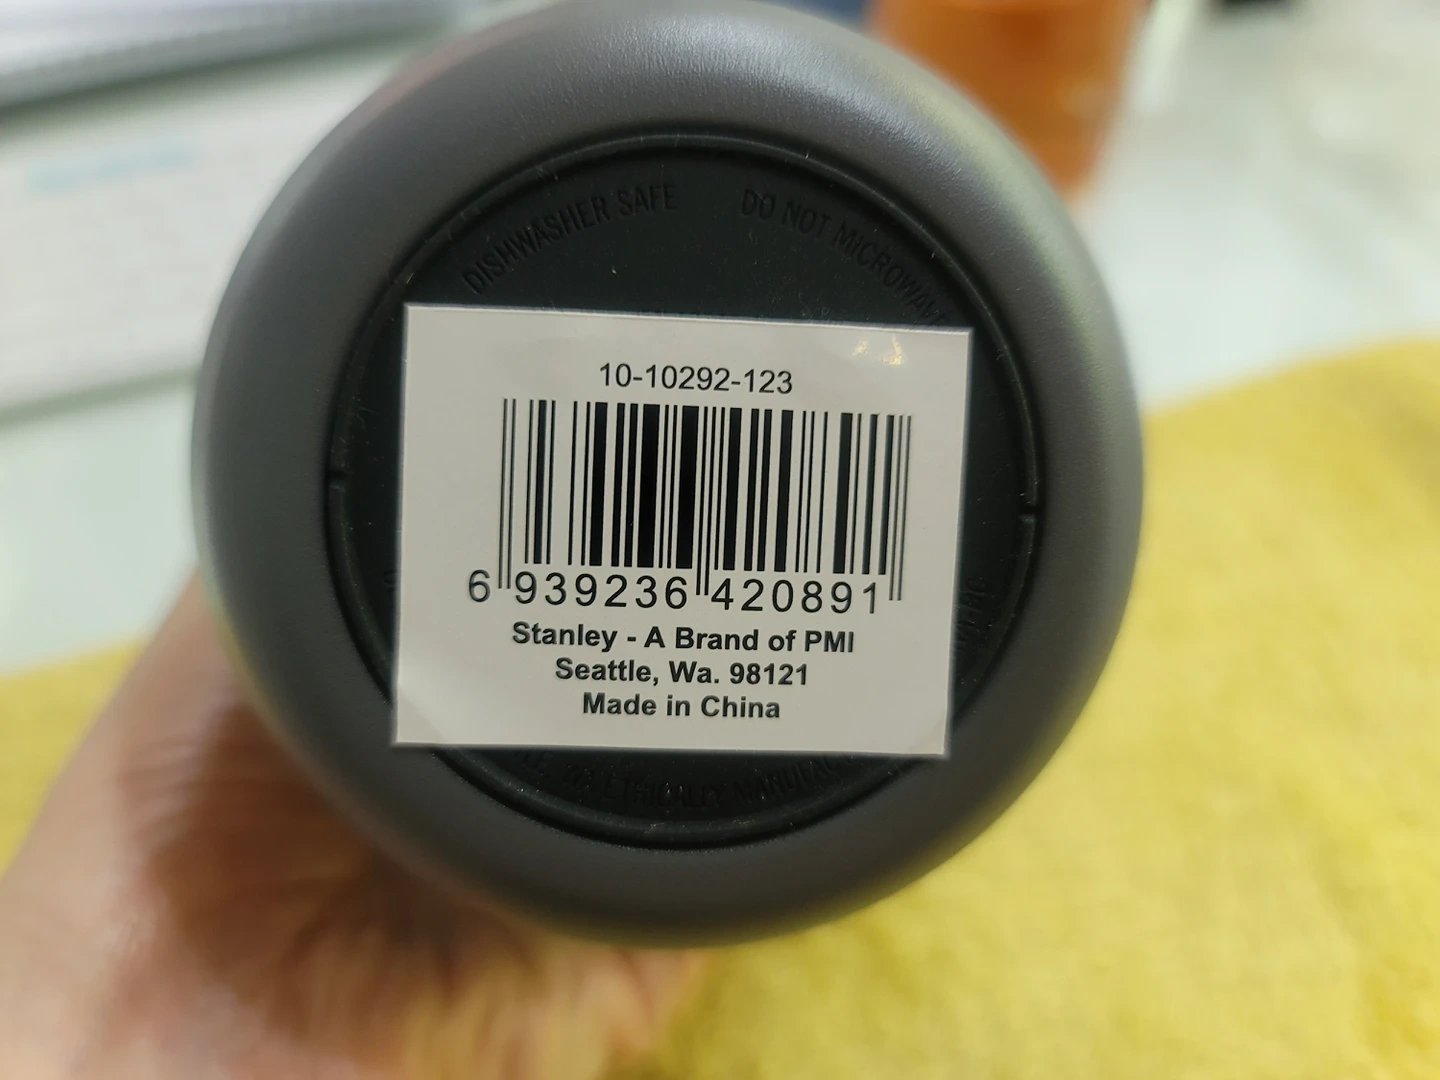 DISHWASHER SAFE DO NOT MICROWAVE
10-10292-123
6 939236 420891
Stanley - A Brand of PMI
Seattle, Wa. 98121
Made in China
ETHICALLY